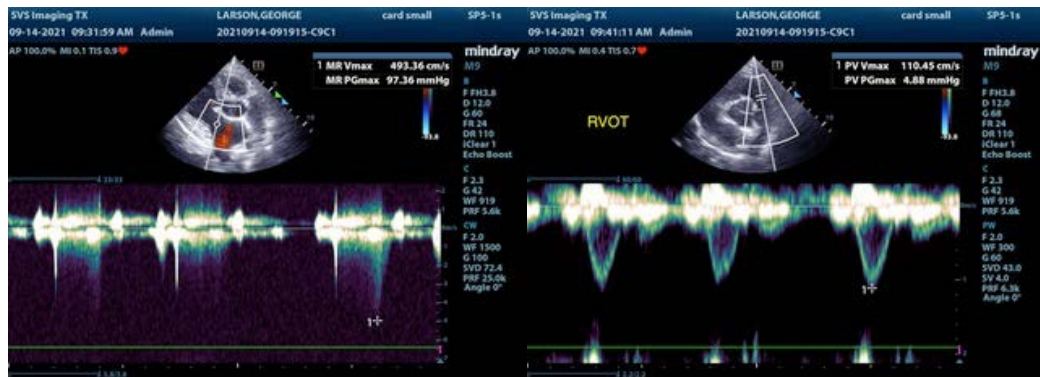 SVS Imaging TX LARSON,GEORGE card small SP5-1s
09-14-2021 09:31:59 AM Admin 20210914-091915-C9C1
AP 100.0% MI 0.1 TIS 0.9
mindray
M9
1 MR Vmax 493.36 cm/s
MR PGmax 97.36 mmHg
B
F FH3.8
D 12.0
G 60
FR 24
DR 110
iClear 1
Echo Boost
C
F 2.3
G 42
WF 919
PRF 5.6k
CW
F 2.0
WF 1500
G 100
SVD 72.4
PRF 25.0k
Angle 0°
1
SVS Imaging TX LARSON,GEORGE card small SP5-1s
09-14-2021 09:41:11 AM Admin 20210914-091915-C9C1
AP 100.0% MI 0.4 TIS 0.7
mindray
M9
1 PV Vmax 110.45 cm/s
PV PGmax 4.88 mmHg
RVOT
B
F FH3.8
D 12.0
G 68
FR 24
DR 110
iClear 1
Echo Boost
C
F 2.3
G 42
WF 919
PRF 5.6k
PW
F 2.0
WF 300
G 60
SVD 43.0
SV 4.0
PRF 6.3k
Angle 0°
1